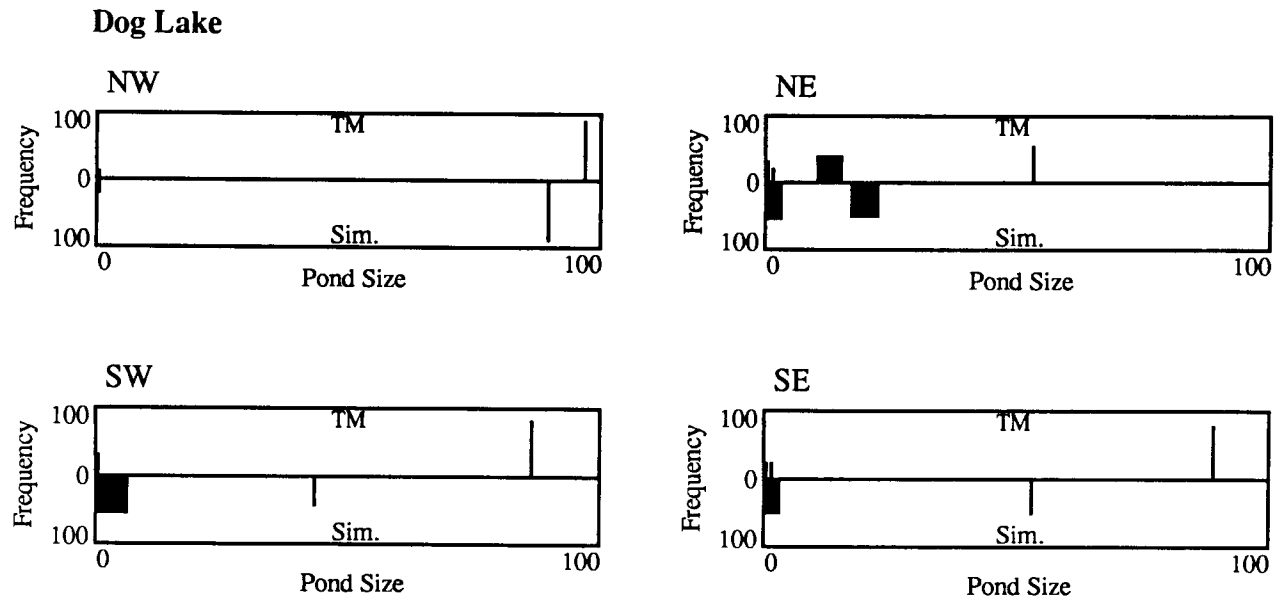 Dog Lake
NW
100
TM
Frequency
0
100
Sim.
0
100
Pond Size
NE
100
TM
Frequency
0
100
Sim.
0
100
Pond Size
SW
100
TM
Frequency
0
100
Sim.
0
100
Pond Size
SE
100
TM
Frequency
0
100
Sim.
0
100
Pond Size